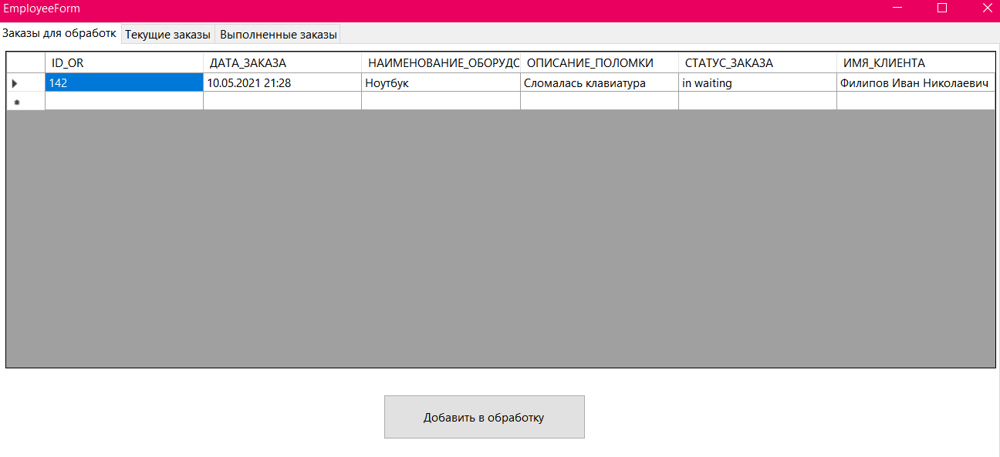 EmployeeForm
Заказы для обработк Текущие заказы Выполненные заказы
ID_OR ДАТА_ЗАКАЗА НАИМЕНОВАНИЕ_ОБОРУДС ОПИСАНИЕ_ПОЛОМКИ СТАТУС_ЗАКАЗА ИМЯ_КЛИЕНТА
142 10.05.2021 21:28 Ноутбук Сломалась клавиатура in waiting Филипов Иван Николаевич
Добавить в обработку